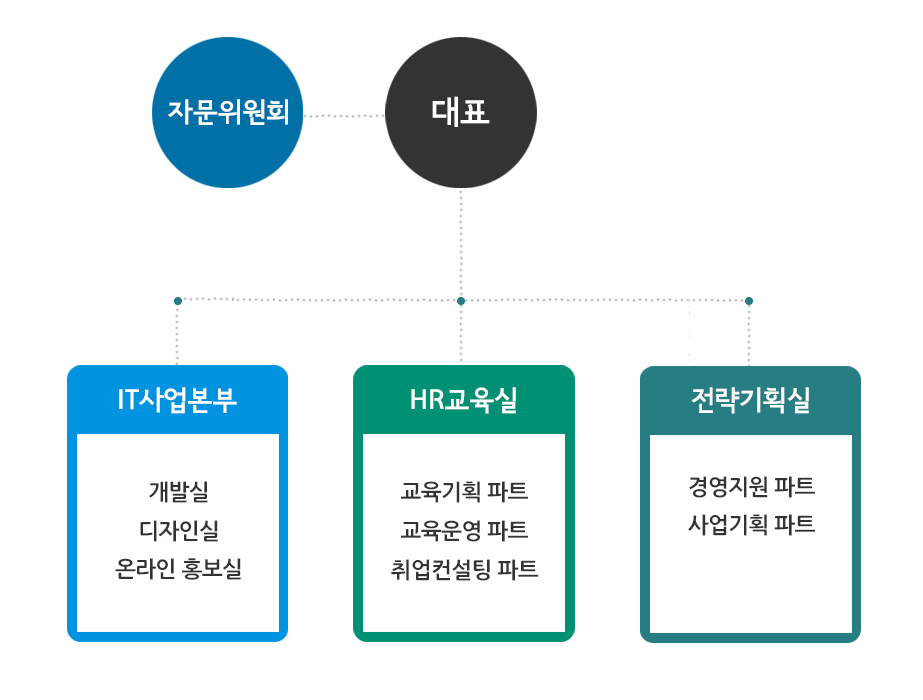 자문위원회
대표
IT사업본부
개발실
디자인실
온라인 홍보실
HR교육실
교육기획 파트
교육운영 파트
취업컨설팅 파트
전략기획실
경영지원 파트
사업기획 파트